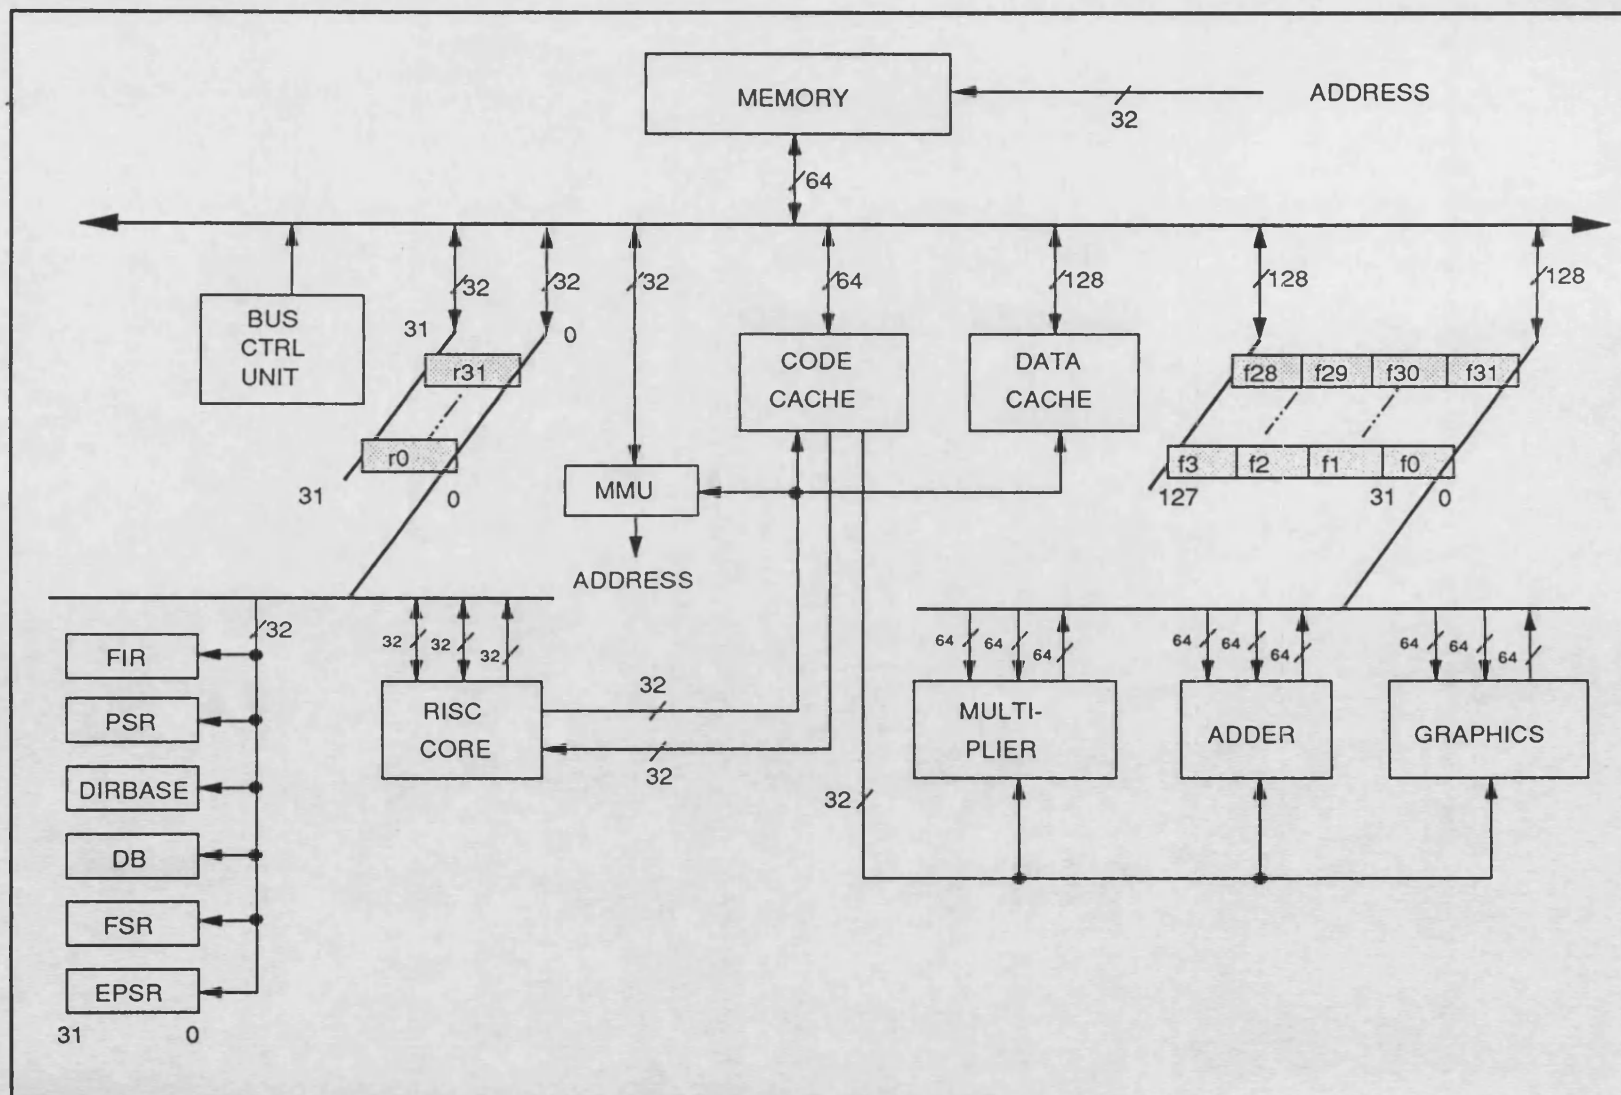 MEMORY
ADDRESS
32
64
32
32
32
64
128
128
128
BUS
CTRL
UNIT
31
0
r31
r0
31
0
CODE
CACHE
DATA
CACHE
f28 f29 f30 f31
f3 f2 f1 f0
127 31 0
MMU
ADDRESS
32
FIR
PSR
DIRBASE
DB
FSR
EPSR
31 0
32 32 32
RISC
CORE
32
32
32
64 64 64
MULTI-
PLIER
64 64 64
ADDER
64 64 64
GRAPHICS